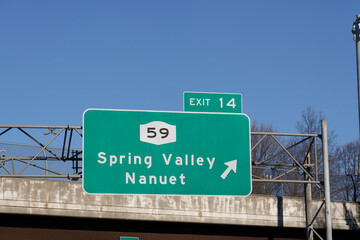 EXIT 14
59
Spring Valley
Nanuet